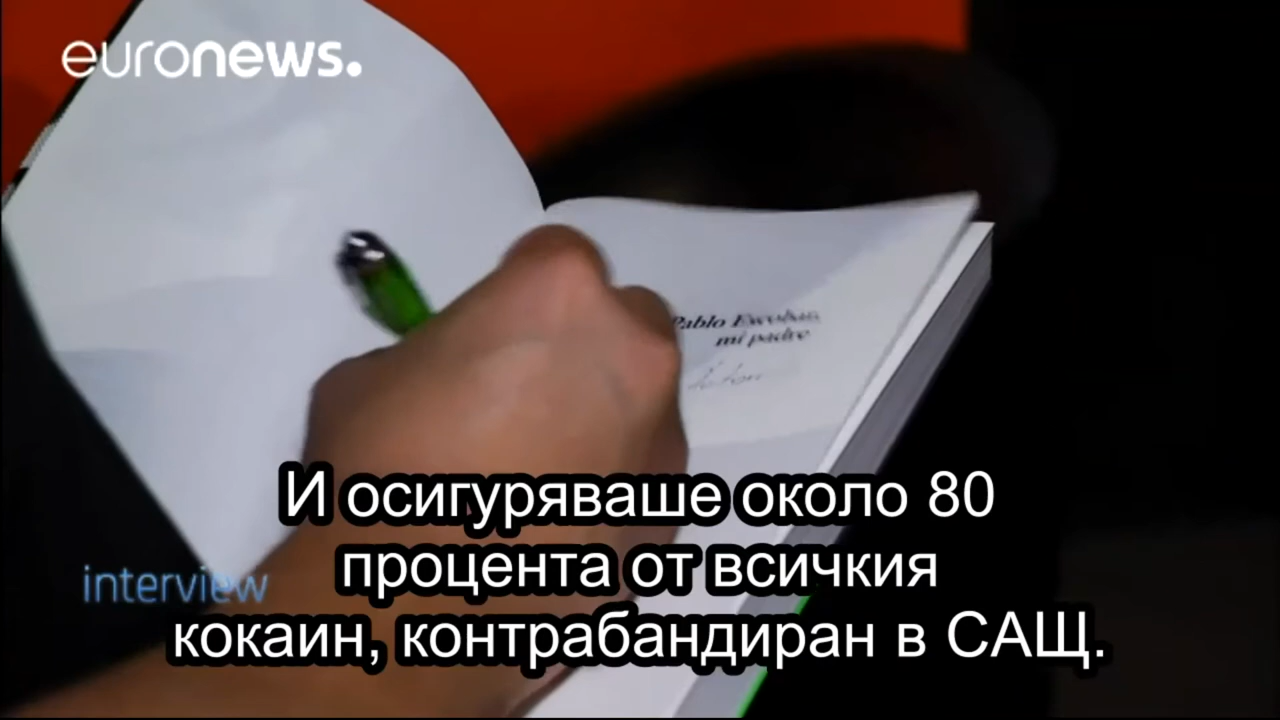 euronews.
Pablo Escobar,
mi padre
interview
И осигуряваше около 80
процента от всичкия
кокаин, контрабандиран в САЩ.